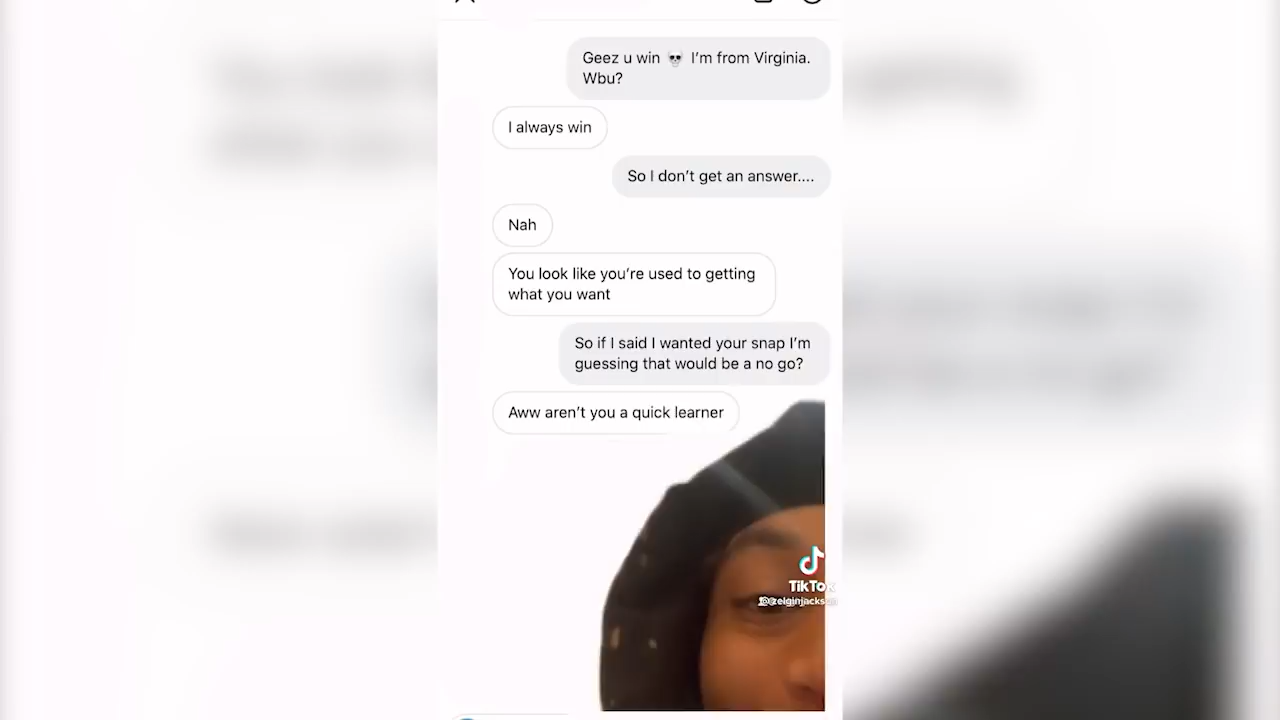 Geez u win 💀 I'm from Virginia.
Wbu?
I always win
So I don't get an answer....
Nah
You look like you're used to getting
what you want
So if I said I wanted your snap I'm
guessing that would be a no go?
Aww aren't you a quick learner
TikTok